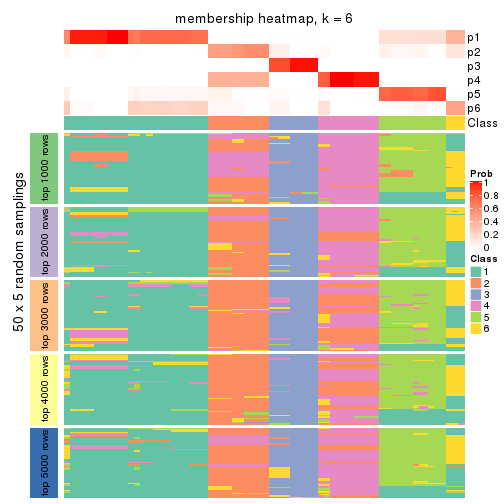 membership heatmap, k = 6
p1
p2
p3
p4
p5
p6
Class
50 x 5 random samplings
top 1000 rows
top 2000 rows
top 3000 rows
top 4000 rows
top 5000 rows
Prob
1
0.8
0.6
0.4
0.2
0
Class
1
2
3
4
5
6